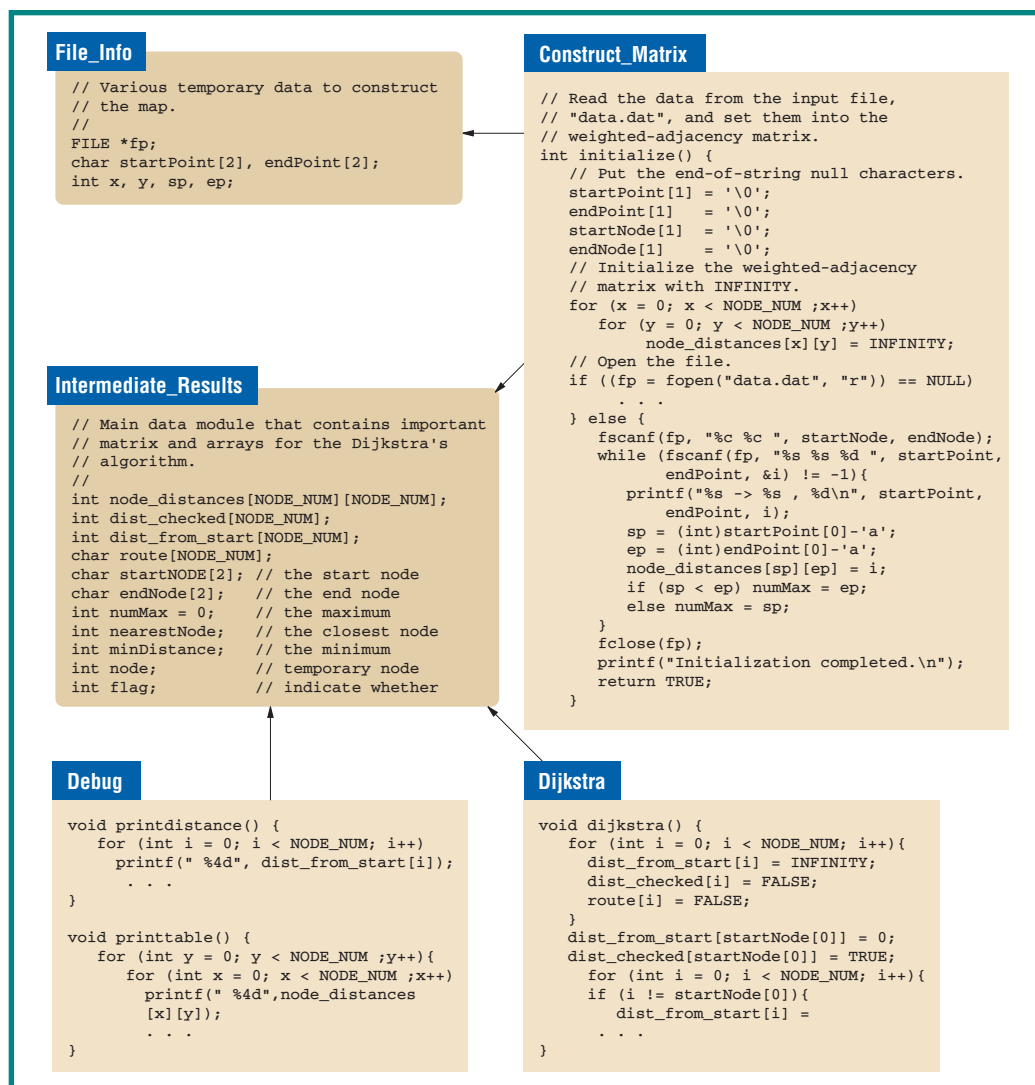 File_Info
// Various temporary data to construct
// the map.
//
FILE *fp;
char startPoint[2], endPoint[2];
int x, y, sp, ep;
Construct_Matrix
// Read the data from the input file,
// "data.dat", and set them into the
// weighted-adjacency matrix.
int initialize() {
// Put the end-of-string null characters.
startPoint[1] = '\0';
endPoint[1] = '\0';
startNode[1] = '\0';
endNode[1] = '\0';
// Initialize the weighted-adjacency
// matrix with INFINITY.
for (x = 0; x < NODE_NUM ;x++)
for (y = 0; y < NODE_NUM ;y++)
node_distances[x][y] = INFINITY;
// Open the file.
if ((fp = fopen("data.dat", "r")) == NULL)
. . .
} else {
fscanf(fp, "%c %c ", startNode, endNode);
while (fscanf(fp, "%s %s %d ", startPoint,
endPoint, &i) != -1){
printf("%s -> %s , %d\n", startPoint,
endPoint, i);
sp = (int)startPoint[0]-'a';
ep = (int)endPoint[0]-'a';
node_distances[sp][ep] = i;
if (sp < ep) numMax = ep;
else numMax = sp;
}
fclose(fp);
printf("Initialization completed.\n");
return TRUE;
}
Intermediate_Results
// Main data module that contains important
// matrix and arrays for the Dijkstra's
// algorithm.
//
int node_distances[NODE_NUM][NODE_NUM];
int dist_checked[NODE_NUM];
int dist_from_start[NODE_NUM];
char route[NODE_NUM];
char startNODE[2]; // the start node
char endNode[2]; // the end node
int numMax = 0; // the maximum
int nearestNode; // the closest node
int minDistance; // the minimum
int node; // temporary node
int flag; // indicate whether
Debug
void printdistance() {
for (int i = 0; i < NODE_NUM; i++)
printf(" %4d", dist_from_start[i]);
. . .
}
void printtable() {
for (int y = 0; y < NODE_NUM ;y++){
for (int x = 0; x < NODE_NUM ;x++)
printf(" %4d",node_distances
[x][y]);
. . .
}
Dijkstra
void dijkstra() {
for (int i = 0; i < NODE_NUM; i++){
dist_from_start[i] = INFINITY;
dist_checked[i] = FALSE;
route[i] = FALSE;
}
dist_from_start[startNode[0]] = 0;
dist_checked[startNode[0]] = TRUE;
for (int i = 0; i < NODE_NUM; i++){
if (i != startNode[0]){
dist_from_start[i] =
. . .
}